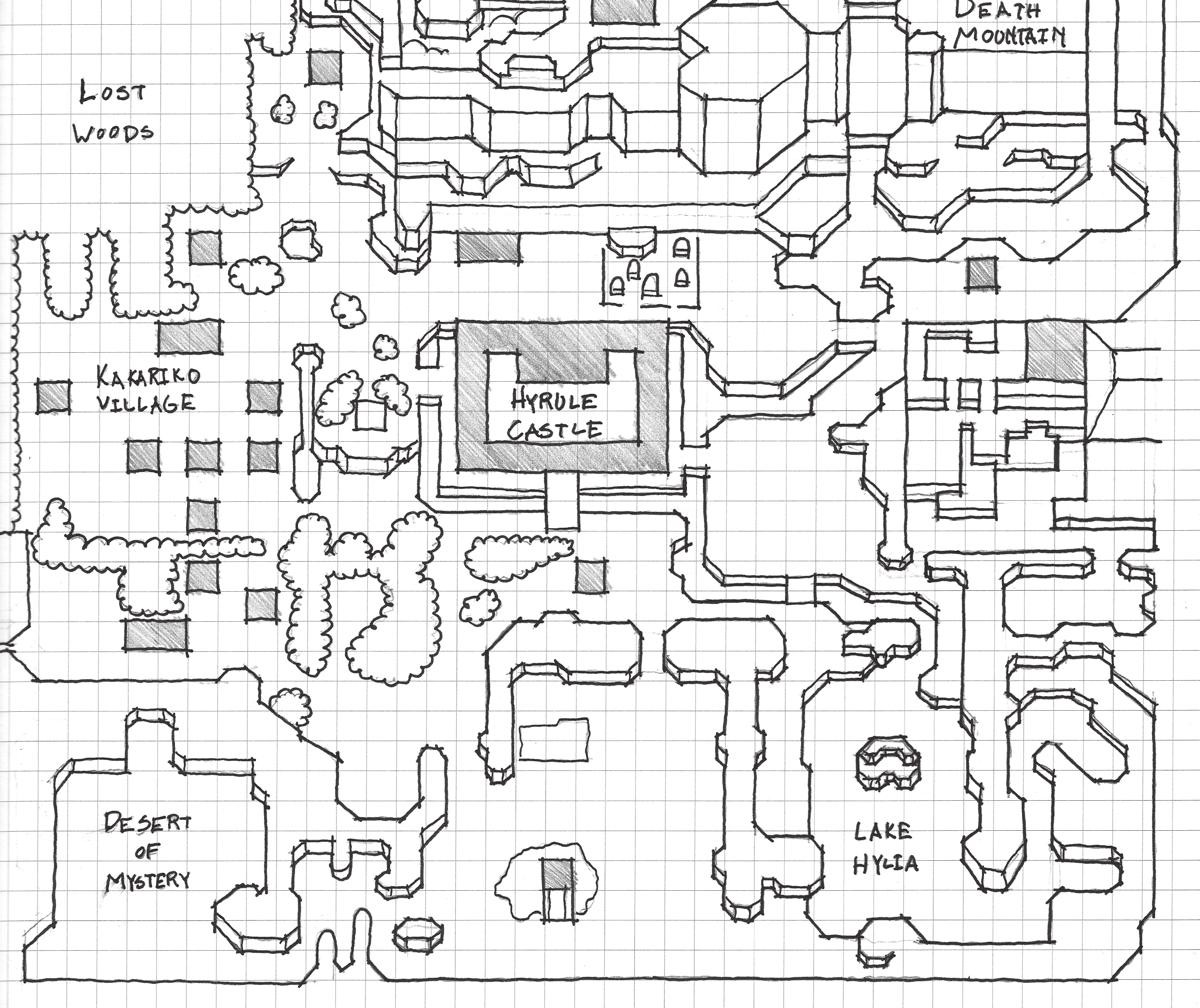 DEATH
MOUNTAIN
LOST
WOODS
KAKARIKO
VILLAGE
HYRULE
CASTLE
DESERT
OF
MYSTERY
LAKE
HYLIA